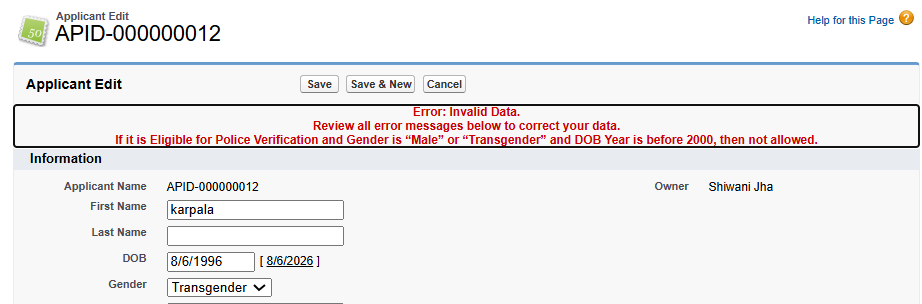 Applicant Edit
APID-000000012
Help for this Page ?
50
Applicant Edit
Save
Save & New
Cancel
Error: Invalid Data.
Review all error messages below to correct your data.
If it is Eligible for Police Verification and Gender is “Male” or “Transgender” and DOB Year is before 2000, then not allowed.
Information
Applicant Name APID-000000012
Owner Shiwani Jha
First Name karpala
Last Name
DOB 8/6/1996 [ 8/6/2026 ]
Gender Transgender